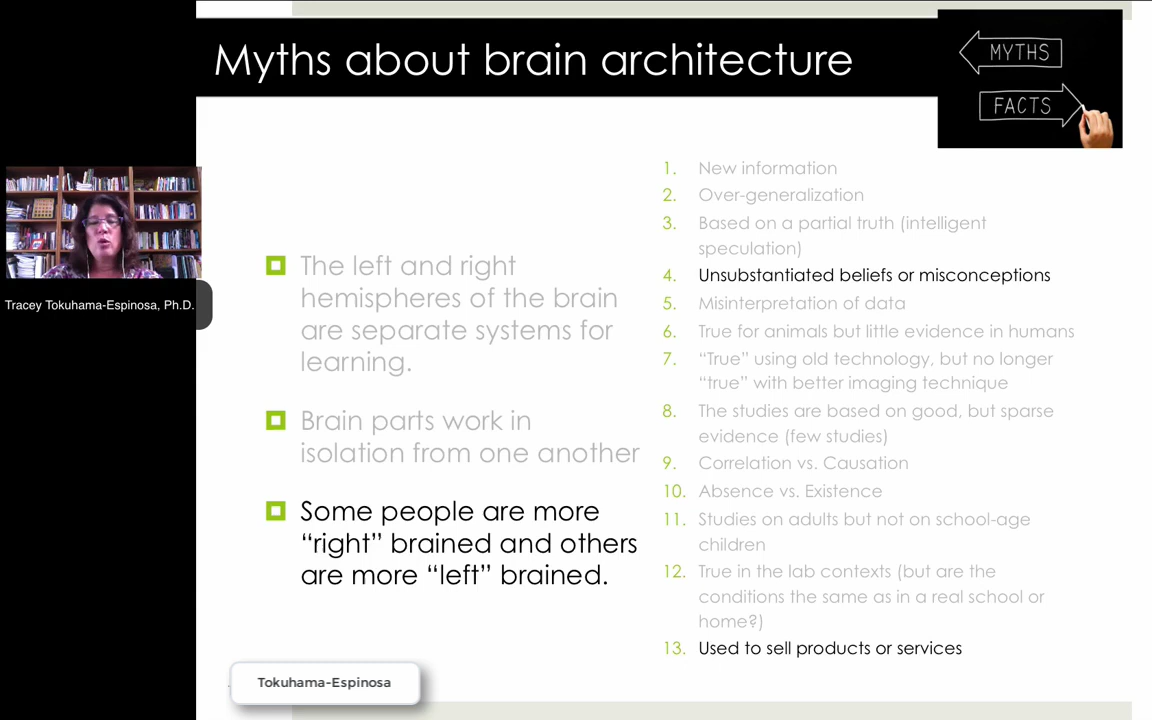 Myths about brain architecture
MYTHS
FACTS
Tracey Tokuhama-Espinosa, Ph.D.
The left and right
hemispheres of the brain
are separate systems for
learning.
Brain parts work in
isolation from one another
Some people are more
“right” brained and others
are more “left” brained.
1. New information
2. Over-generalization
3. Based on a partial truth (intelligent
speculation)
4. Unsubstantiated beliefs or misconceptions
5. Misinterpretation of data
6. True for animals but little evidence in humans
7. “True” using old technology, but no longer
“true” with better imaging technique
8. The studies are based on good, but sparse
evidence (few studies)
9. Correlation vs. Causation
10. Absence vs. Existence
11. Studies on adults but not on school-age
children
12. True in the lab contexts (but are the
conditions the same as in a real school or
home?)
13. Used to sell products or services
Tokuhama-Espinosa